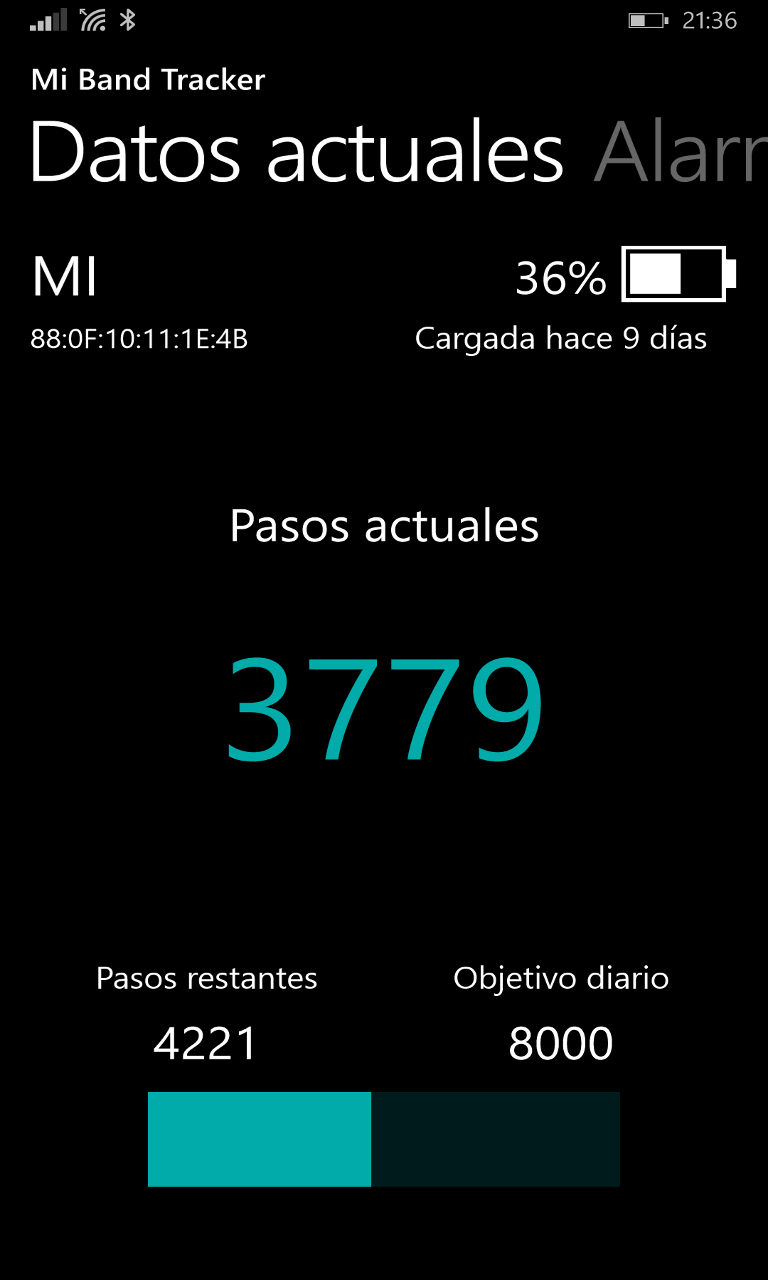 21:36
Mi Band Tracker
Datos actuales Alarm
MI 36%
88:0F:10:11:1E:4B Cargada hace 9 días
Pasos actuales
3779
Pasos restantes Objetivo diario
4221 8000